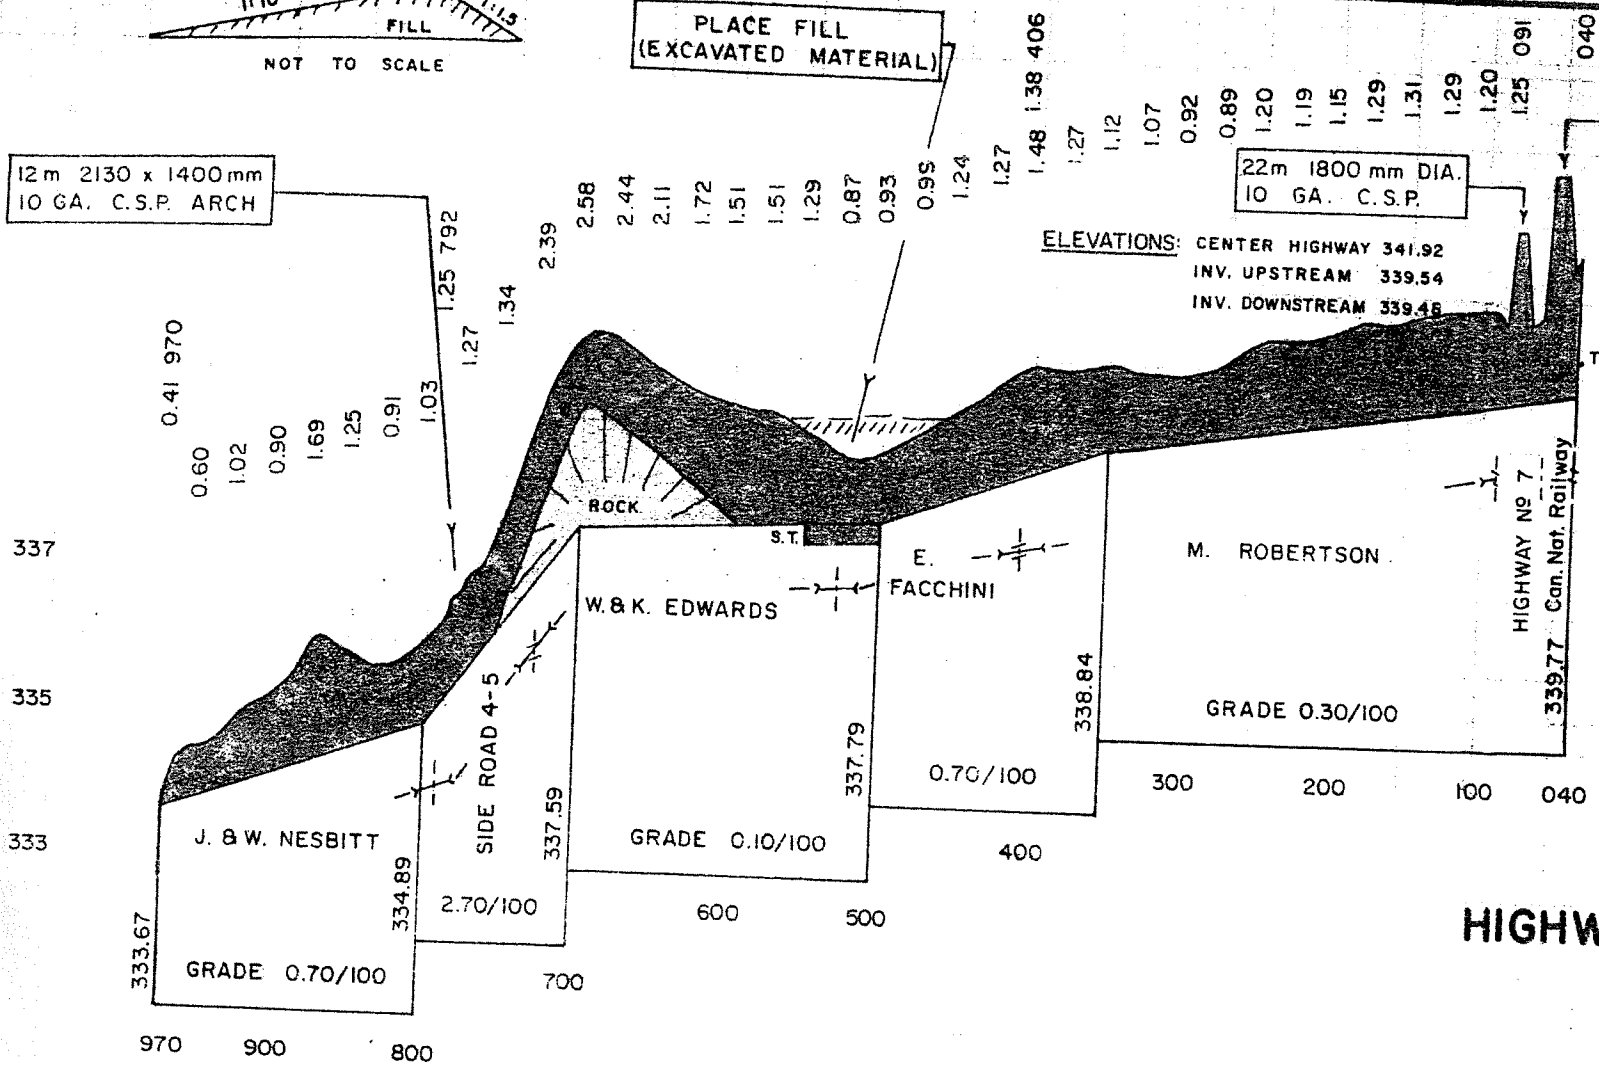 1:1.5
FILL
NOT TO SCALE
PLACE FILL
(EXCAVATED MATERIAL)
12m 2130 x 1400mm
10 GA. C.S.P. ARCH
22m 1800 mm DIA.
10 GA. C.S.P.
ELEVATIONS: CENTER HIGHWAY 341.92
INV. UPSTREAM 339.54
INV. DOWNSTREAM 339.48
0.41 970
0.60
1.02
0.90
1.69
1.25
0.91
1.03
1.25 792
1.27
1.34
2.39
2.58
2.44
2.11
1.72
1.51
1.51
1.29
0.87
0.93
0.98
1.24
1.27
1.48 1.38 406
1.27
1.12
1.07
0.92
0.89
1.20
1.19
1.15
1.29
1.31
1.29
1.20
1.25 091
040
T
337
335
333
ROCK
S.T.
J. & W. NESBITT
SIDE ROAD 4-5
W. & K. EDWARDS
E. FACCHINI
M. ROBERTSON
HIGHWAY No 7
Can. Nat. Railway
333.67
334.89
337.59
337.79
338.84
339.77
GRADE 0.70/100
2.70/100
GRADE 0.10/100
0.70/100
GRADE 0.30/100
970 900 800
700
600 500
400
300 200 100 040
HIGHW